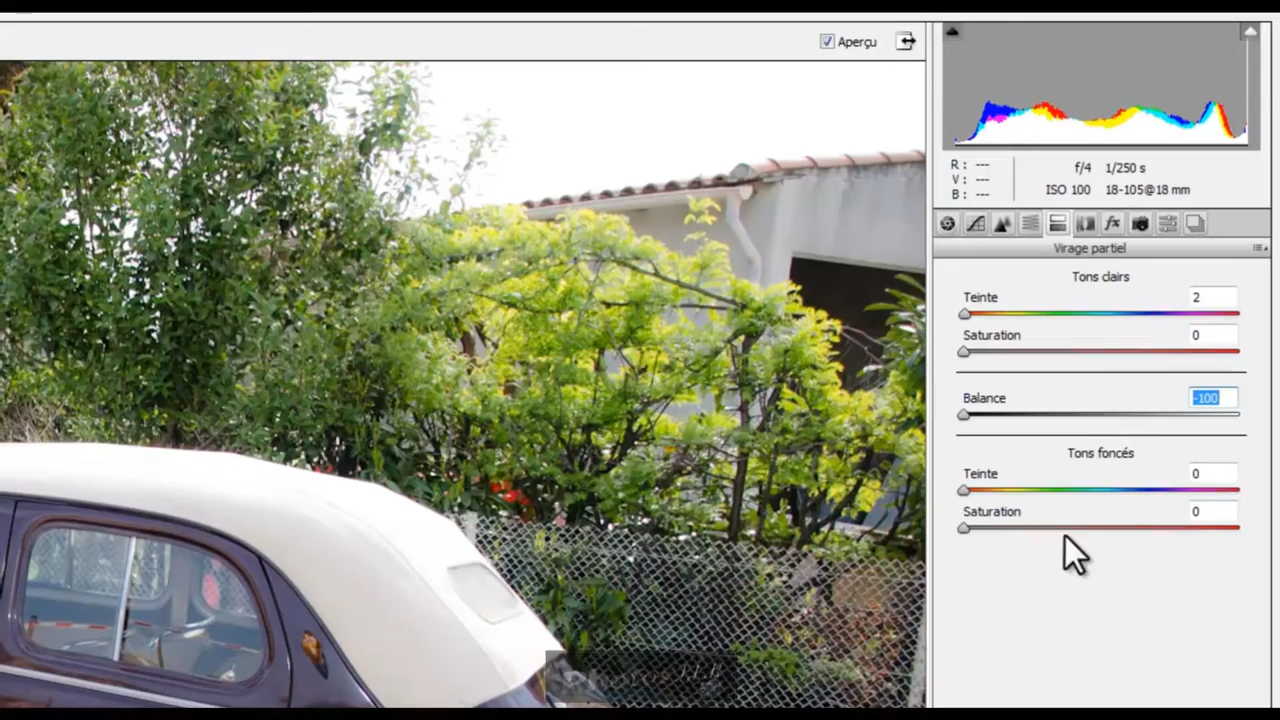 Aperçu
R : ---
V : ---
B : ---
f/4 1/250 s
ISO 100 18-105@18 mm
fx
Virage partiel
Tons clairs
Teinte 2
Saturation 0
Balance -100
Tons foncés
Teinte 0
Saturation 0